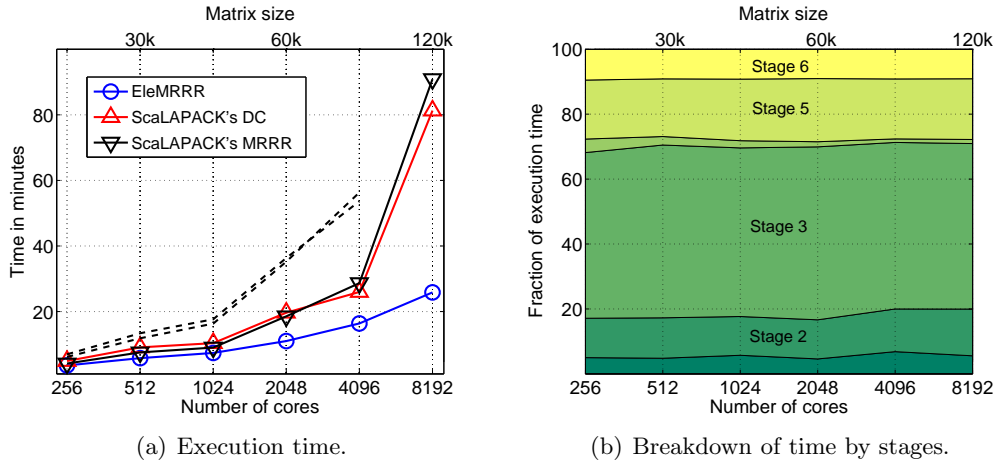 Matrix size
30k 60k 120k
Time in minutes
80
60
40
20
EleMRRR
ScaLAPACK's DC
ScaLAPACK's MRRR
256 512 1024 2048 4096 8192
Number of cores
(a) Execution time.
Matrix size
30k 60k 120k
Fraction of execution time
100
80
60
40
20
Stage 6
Stage 5
Stage 3
Stage 2
256 512 1024 2048 4096 8192
Number of cores
(b) Breakdown of time by stages.